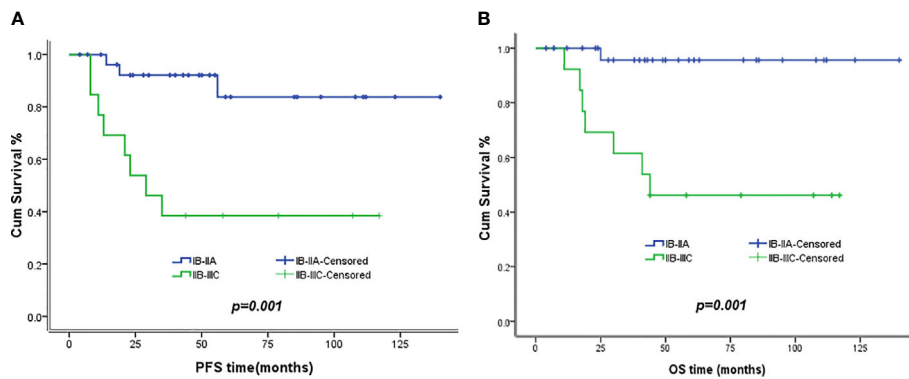 A
Cum Survival %
1.0
0.8
0.6
0.4
0.2
0.0
IB-IIA
IB-IIA-Censored
IIB-IIIC
IIB-IIIC-Censored
p=0.001
0 25 50 75 100 125
PFS time(months)
B
Cum Survival %
1.0
0.8
0.6
0.4
0.2
0.0
IB-IIA
IB-IIA-Censored
IIB-IIIC
IIB-IIIC-Censored
p=0.001
0 25 50 75 100 125
OS time (months)